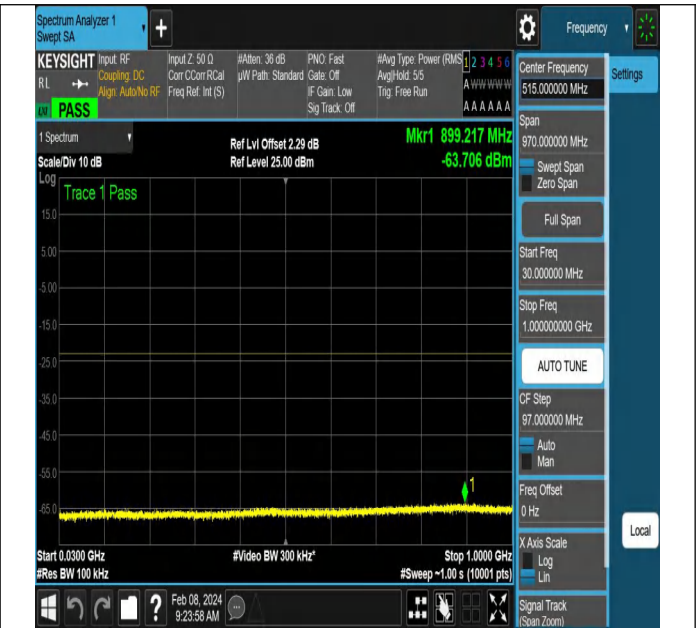 Spectrum Analyzer 1
Swept SA
+
Frequency
KEYSIGHT
RL
LXI
PASS
Input: RF
Coupling: DC
Align: Auto/No RF
Input Z: 50 Ω
Corr CCorr RCal
Freq Ref: Int (S)
#Atten: 36 dB
µW Path: Standard
PNO: Fast
Gate: Off
IF Gain: Low
Sig Track: Off
#Avg Type: Power (RMS
Avg|Hold: 5/5
Trig: Free Run
1 2 3 4 5 6
A W W W W W
A A A A A A
1 Spectrum
Scale/Div 10 dB
Ref Lvl Offset 2.29 dB
Ref Level 25.00 dBm
Mkr1 899.217 MHz
-63.706 dBm
Log
Trace 1 Pass
15.0
5.00
-5.00
-15.0
-25.0
-35.0
-45.0
-55.0
-65.0
1
Start 0.0300 GHz
#Res BW 100 kHz
#Video BW 300 kHz*
Stop 1.0000 GHz
#Sweep ~1.00 s (10001 pts)
?
Feb 08, 2024
9:23:58 AM
Center Frequency
515.000000 MHz
Settings
Span
970.000000 MHz
Swept Span
Zero Span
Full Span
Start Freq
30.000000 MHz
Stop Freq
1.000000000 GHz
AUTO TUNE
CF Step
97.000000 MHz
Auto
Man
Freq Offset
0 Hz
Local
X Axis Scale
Log
Lin
Signal Track
(Span Zoom)